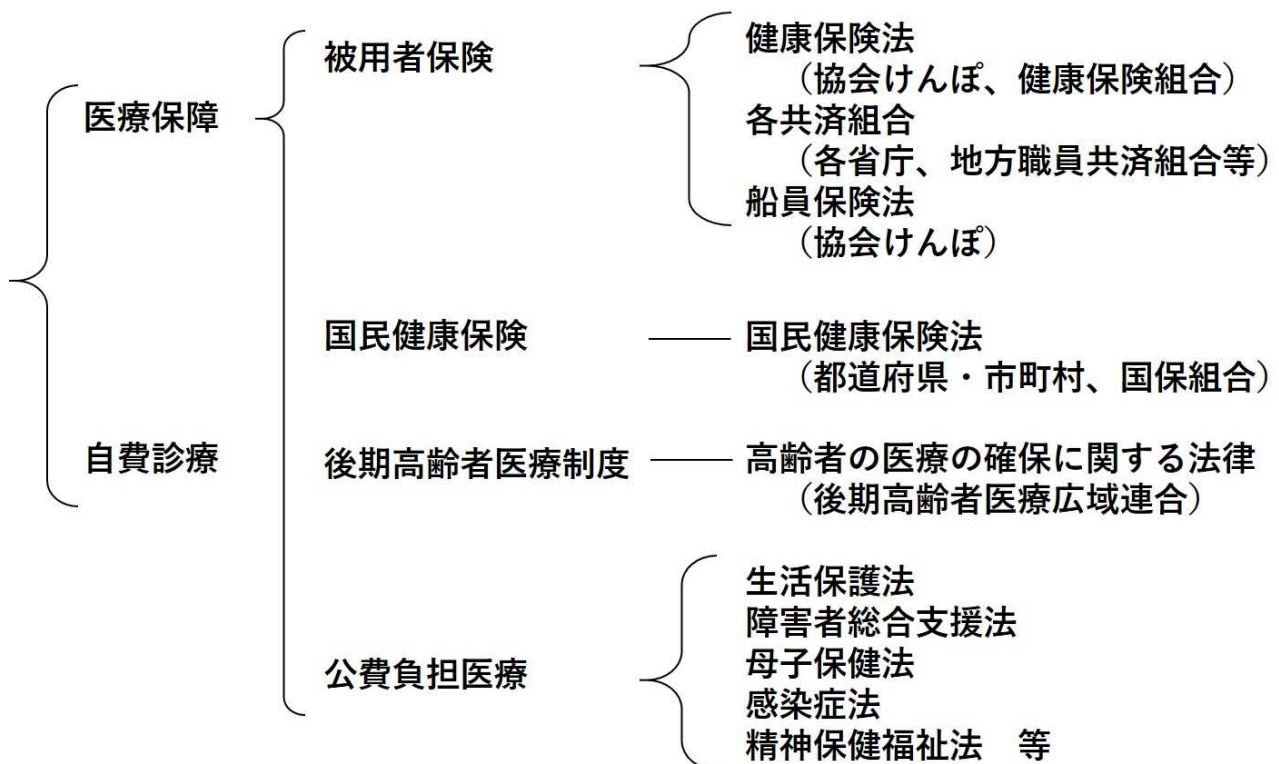 被用者保険
健康保険法
（協会けんぽ、健康保険組合）
医療保障
各共済組合
（各省庁、地方職員共済組合等）
船員保険法
（協会けんぽ）
国民健康保険
国民健康保険法
（都道府県・市町村、国保組合）
自費診療
後期高齢者医療制度
高齢者の医療の確保に関する法律
（後期高齢者医療広域連合）
公費負担医療
生活保護法
障害者総合支援法
母子保健法
感染症法
精神保健福祉法　等